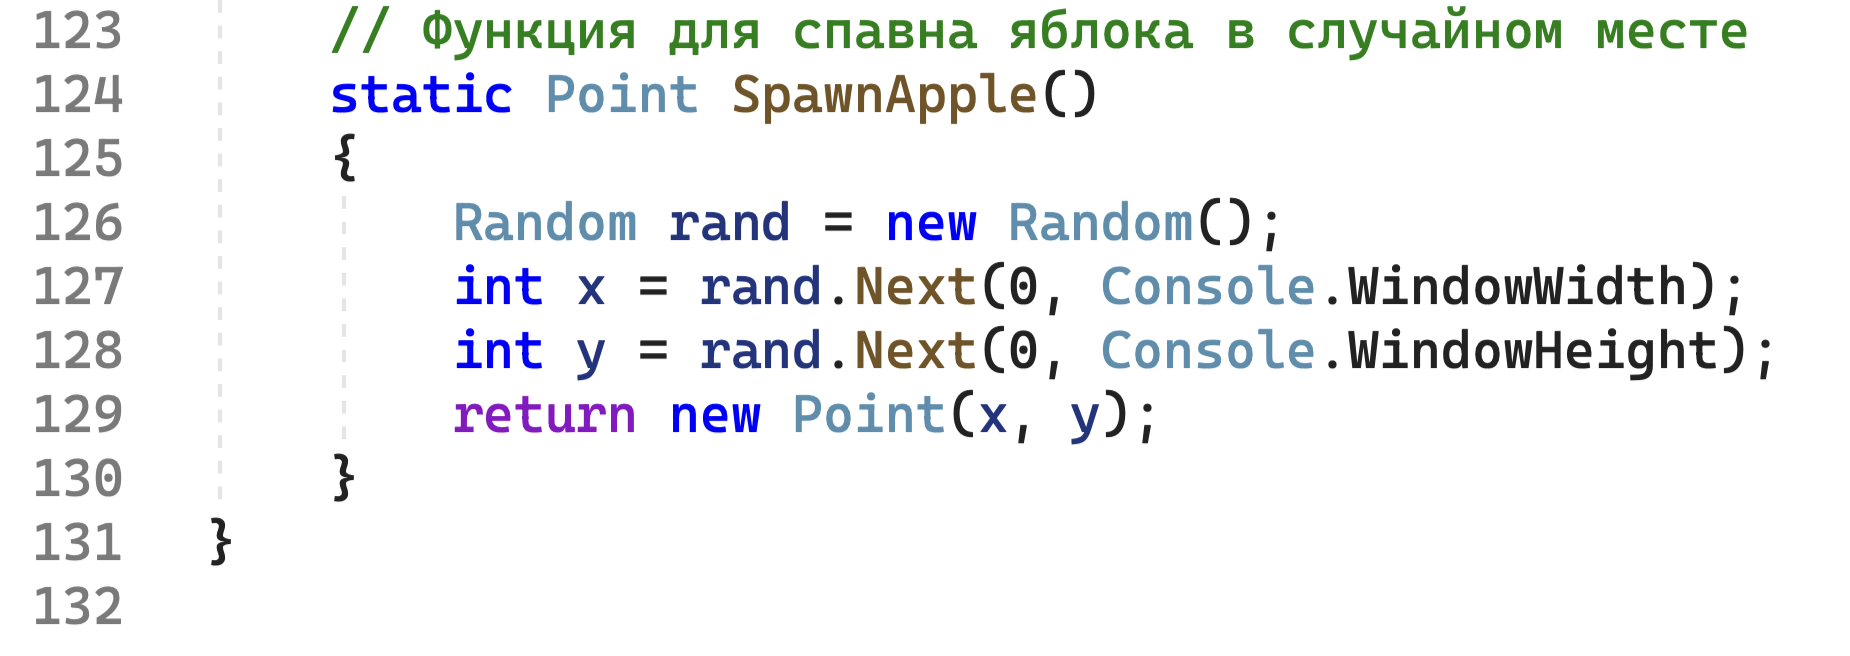 123 // Функция для спавна яблока в случайном месте
124 static Point SpawnApple()
125 {
126 Random rand = new Random();
127 int x = rand.Next(0, Console.WindowWidth);
128 int y = rand.Next(0, Console.WindowHeight);
129 return new Point(x, y);
130 }
131 }
132